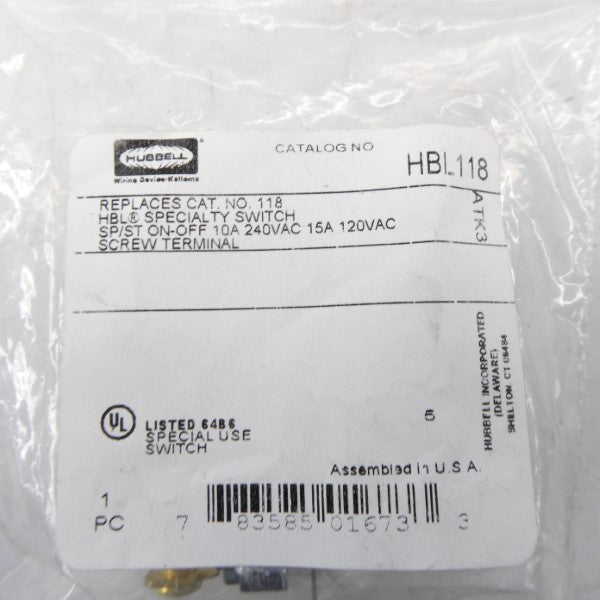 HUBBELL®
Wiring Device-Kellems
CATALOG NO
HBL118
REPLACES CAT. NO. 118
HBL® SPECIALTY SWITCH
SP/ST ON-OFF 10A 240VAC 15A 120VAC
SCREW TERMINAL
ATK3
HUBBELL INCORPORATED
(DELAWARE)
SHELTON, CT 06484
UL
LISTED 64B6
SPECIAL USE
SWITCH
Assembled in U.S.A.
1
PC
7 83585 01673 3